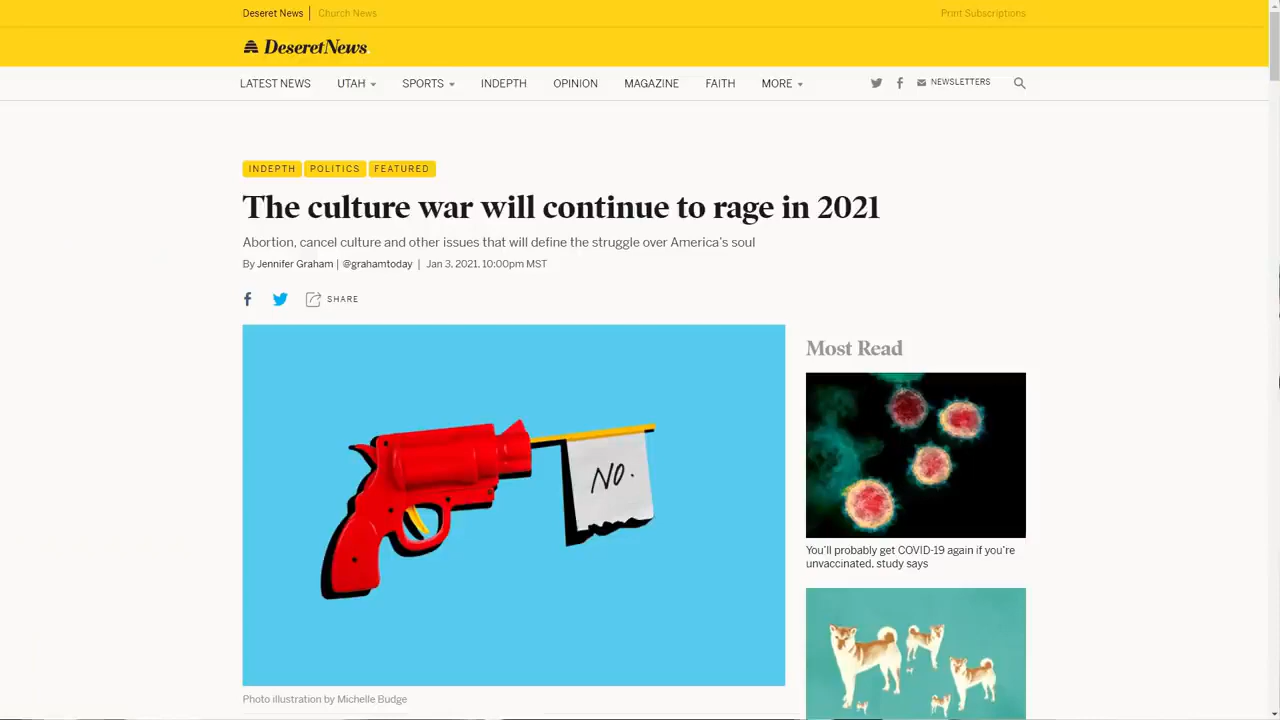 Deseret News
Church News
Print Subscriptions
Deseret News
LATEST NEWS
UTAH
SPORTS
INDEPTH
OPINION
MAGAZINE
FAITH
MORE
NEWSLETTERS
INDEPTH
POLITICS
FEATURED
The culture war will continue to rage in 2021
Abortion, cancel culture and other issues that will define the struggle over America's soul
By Jennifer Graham | @grahamtoday | Jan 3, 2021, 10:00pm MST
SHARE
NO.
Photo illustration by Michelle Budge
Most Read
You'll probably get COVID-19 again if you're
unvaccinated, study says